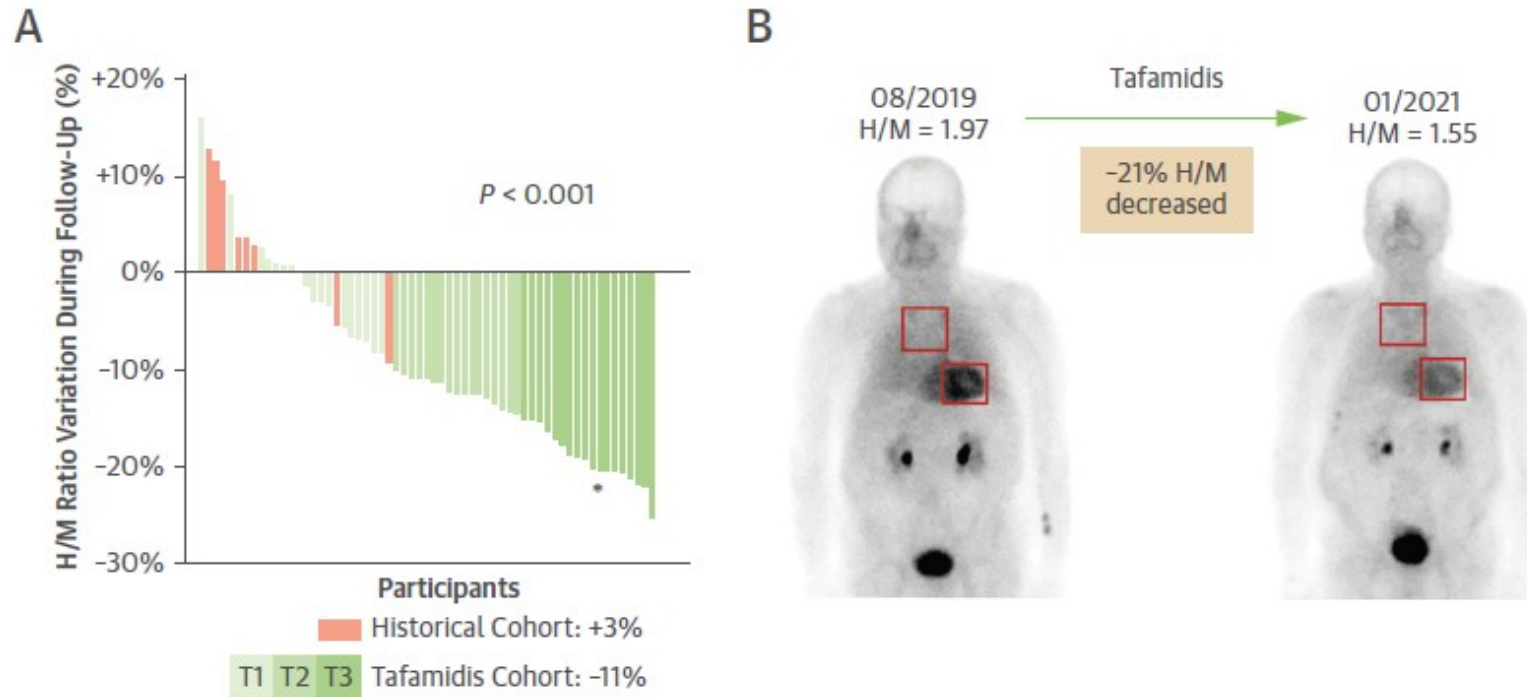 A
H/M Ratio Variation During Follow-Up (%)
+20%
+10%
0%
−10%
−20%
−30%
P < 0.001
*
Participants
Historical Cohort: +3%
T1 T2 T3 Tafamidis Cohort: −11%
B
08/2019
H/M = 1.97
Tafamidis
−21% H/M
decreased
01/2021
H/M = 1.55